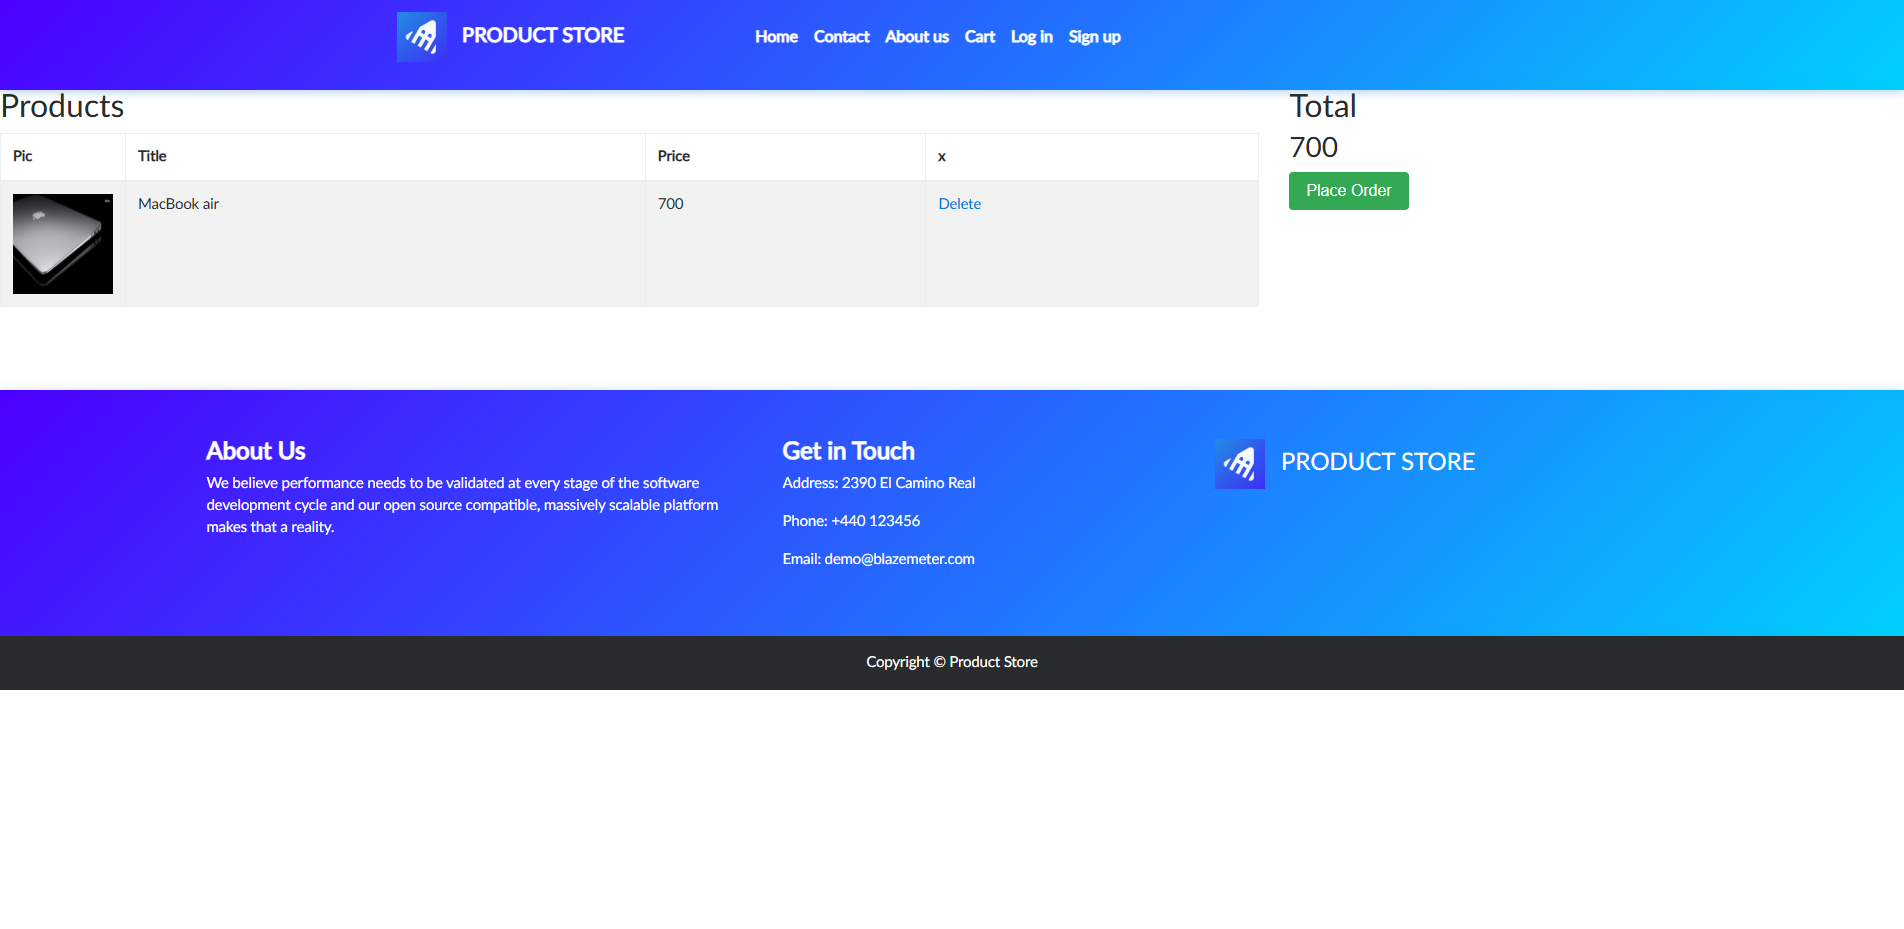 PRODUCT STORE
Home Contact About us Cart Log in Sign up
Products
Pic Title Price x
MacBook air 700 Delete
Total
700
Place Order
About Us
We believe performance needs to be validated at every stage of the software
development cycle and our open source compatible, massively scalable platform
makes that a reality.
Get in Touch
Address: 2390 El Camino Real
Phone: +440 123456
Email: demo@blazemeter.com
PRODUCT STORE
Copyright © Product Store